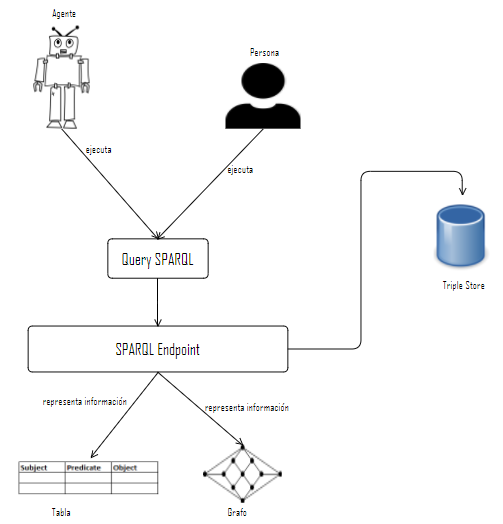 Agente
Persona
ejecuta
ejecuta
Query SPARQL
Triple Store
SPARQL Endpoint
representa información
representa información
Subject Predicate Object
Tabla
Grafo